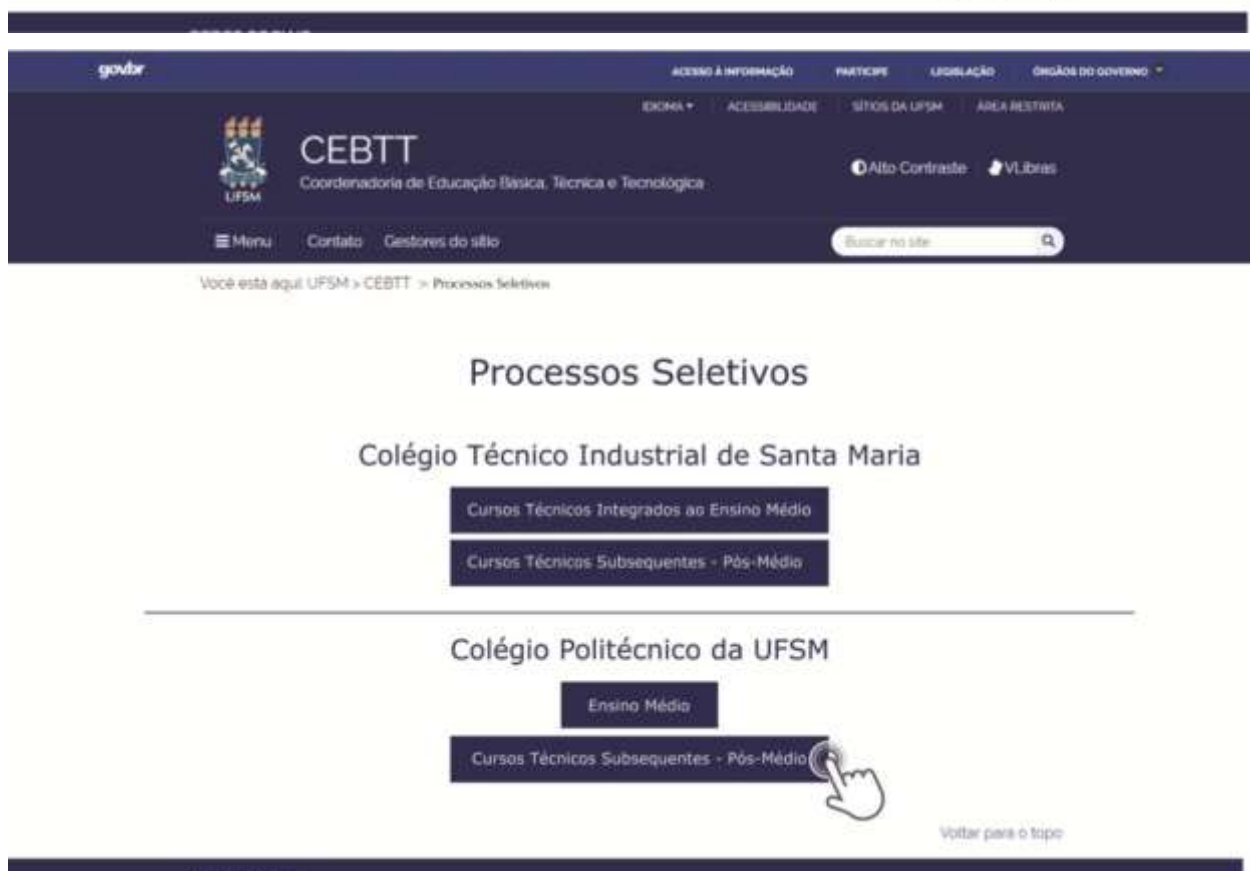 govbr
ACESSO À INFORMAÇÃO PARTICIPE LEGISLAÇÃO ÓRGÃOS DO GOVERNO
IDIOMA ACESSIBILIDADE SÍTIOS DA UFSM ÁREA RESTRITA
UFSM
CEBTT
Coordenadoria de Educação Básica, Técnica e Tecnológica
Alto Contraste VLibras
Menu Contato Gestores do sítio
Buscar no site
Você está aqui: UFSM > CEBTT > Processos Seletivos
Processos Seletivos
Colégio Técnico Industrial de Santa Maria
Cursos Técnicos Integrados ao Ensino Médio
Cursos Técnicos Subsequentes - Pós-Médio
Colégio Politécnico da UFSM
Ensino Médio
Cursos Técnicos Subsequentes - Pós-Médio
Voltar para o topo